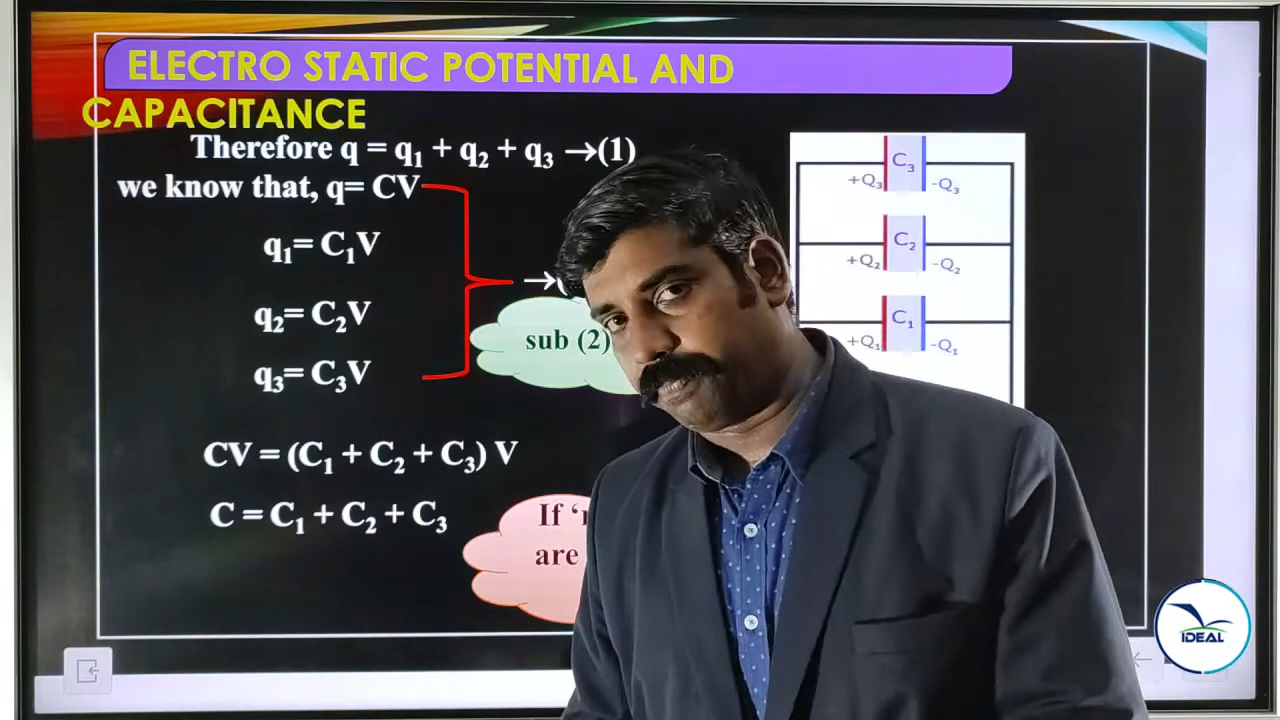 ELECTRO STATIC POTENTIAL AND
CAPACITANCE
Therefore q = q₁ + q₂ + q₃ →(1)
we know that, q= CV
q₁= C₁V
q₂= C₂V
q₃= C₃V
→
sub (2)
CV = (C₁ + C₂ + C₃) V
C = C₁ + C₂ + C₃
If
are
C₃
+Q₃ -Q₃
C₂
+Q₂ -Q₂
C₁
+Q₁ -Q₁
IDEAL